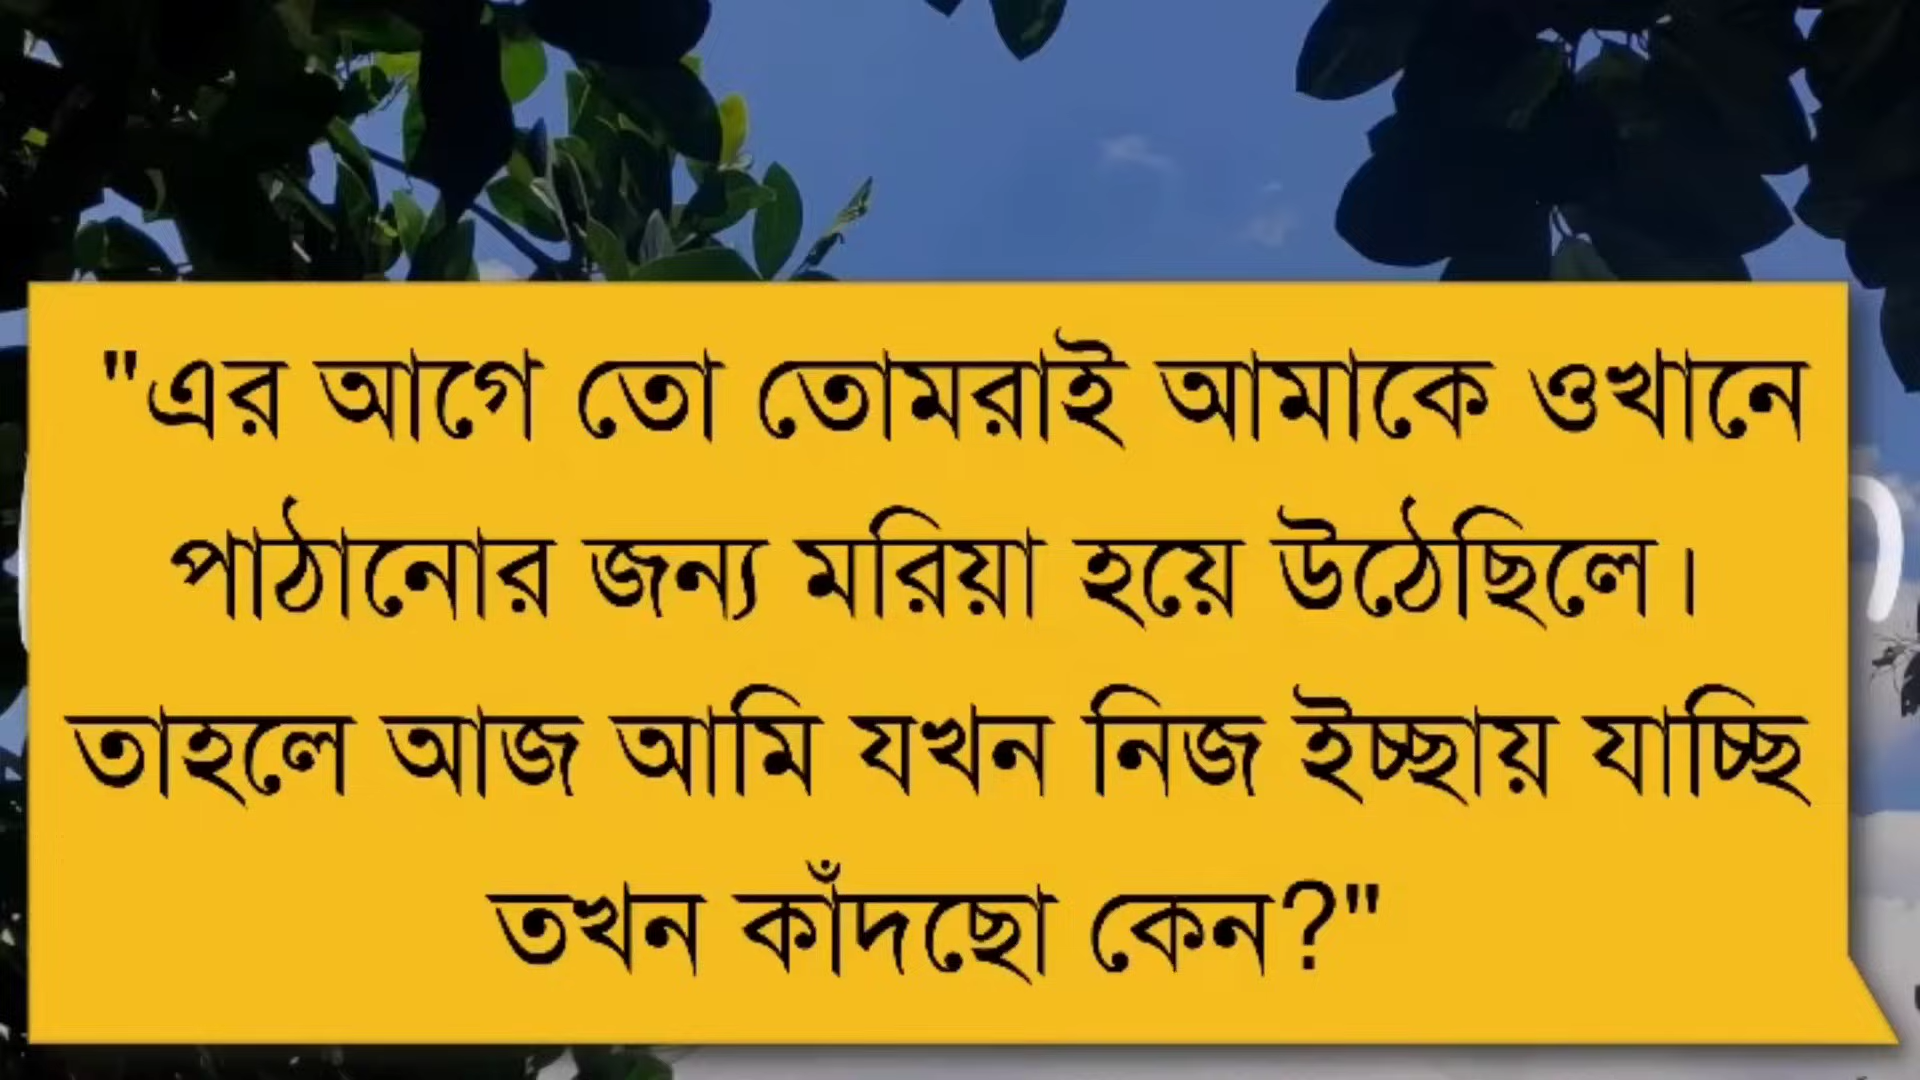 "এর আগে তো তোমরাই আমাকে ওখানে
পাঠানোর জন্য মরিয়া হয়ে উঠেছিলে।
তাহলে আজ আমি যখন নিজ ইচ্ছায় যাচ্ছি
তখন কাঁদছো কেন?"